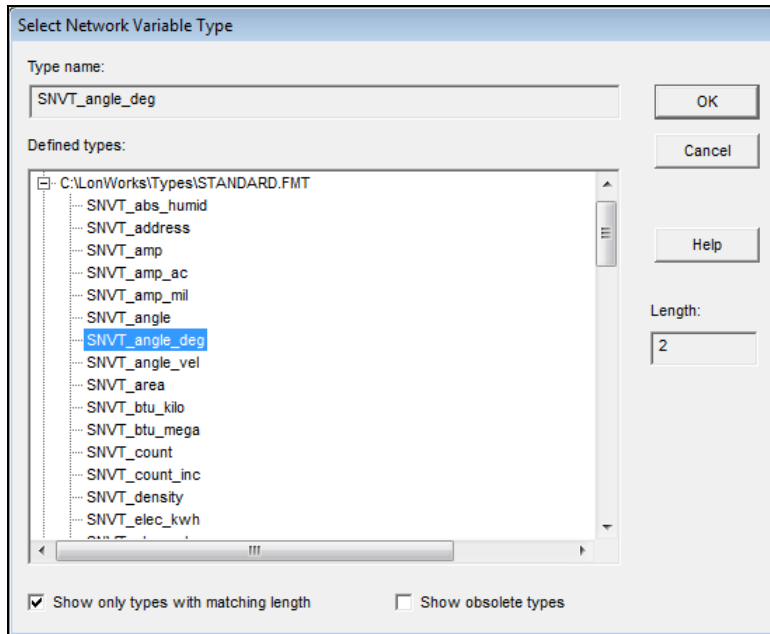 Select Network Variable Type
Type name:
SNVT_angle_deg
OK
Defined types:
Cancel
C:\LonWorks\Types\STANDARD.FMT
SNVT_abs_humid
SNVT_address
SNVT_amp
Help
SNVT_amp_ac
SNVT_amp_mil
SNVT_angle
Length:
SNVT_angle_deg
2
SNVT_angle_vel
SNVT_area
SNVT_btu_kilo
SNVT_btu_mega
SNVT_count
SNVT_count_inc
SNVT_density
SNVT_elec_kwh
Show only types with matching length
Show obsolete types